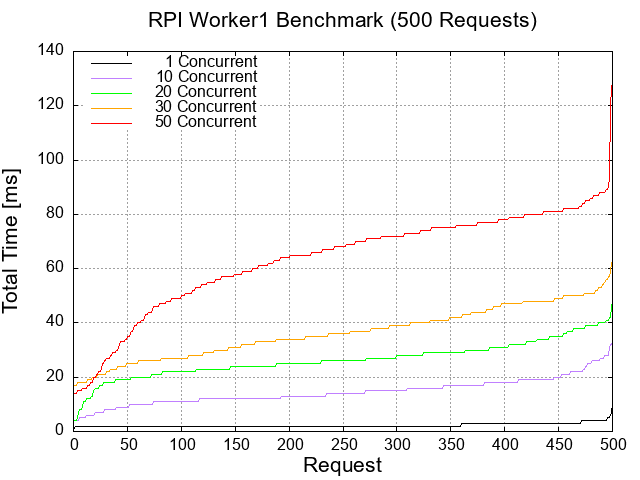 RPI Worker1 Benchmark (500 Requests)
140
120
100
80
60
40
20
0
1 Concurrent
10 Concurrent
20 Concurrent
30 Concurrent
50 Concurrent
Total Time [ms]
0 50 100 150 200 250 300 350 400 450 500
Request